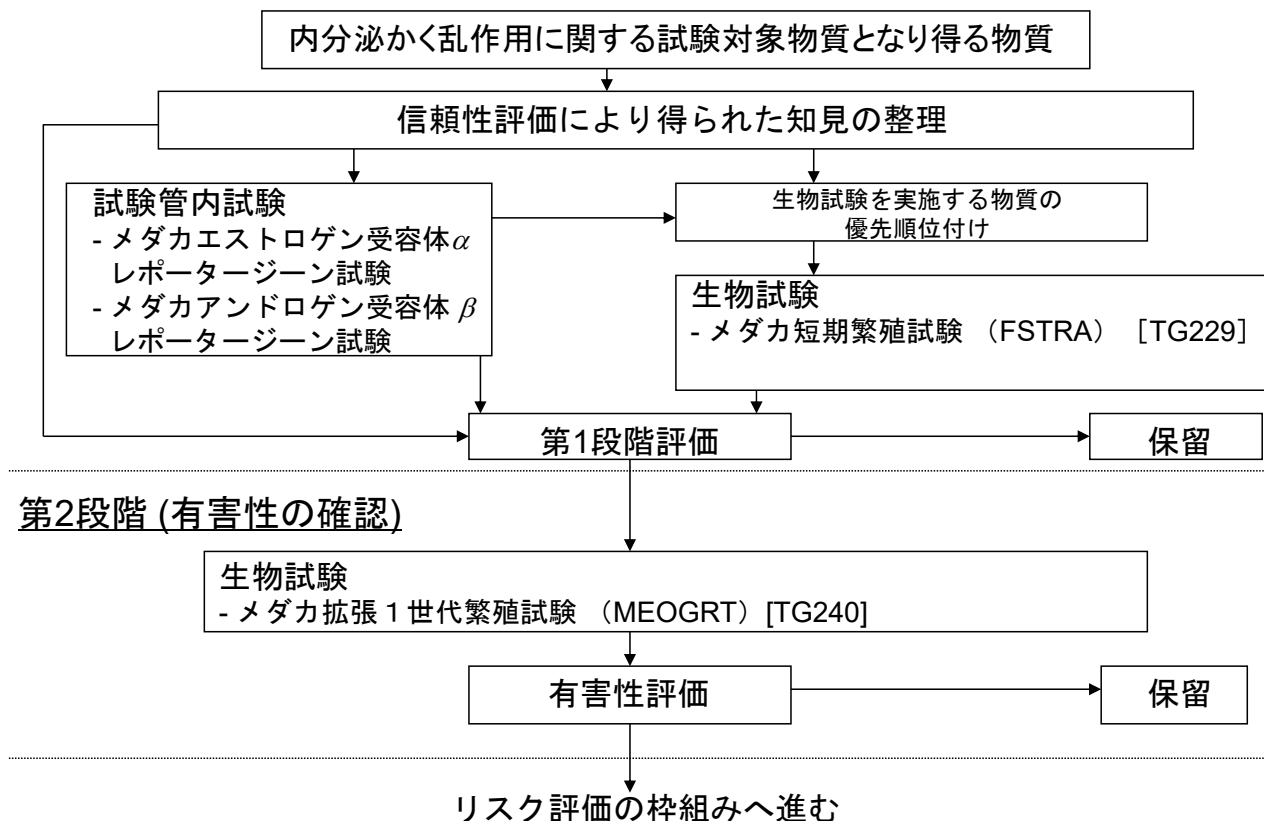 内分泌かく乱作用に関する試験対象物質となり得る物質
信頼性評価により得られた知見の整理
試験管内試験
- メダカエストロゲン受容体α
レポータージーン試験
- メダカアンドロゲン受容体 β
レポータージーン試験
生物試験を実施する物質の
優先順位付け
生物試験
- メダカ短期繁殖試験 （FSTRA） ［TG229］
第1段階評価
保留
第2段階 (有害性の確認)
生物試験
- メダカ拡張１世代繁殖試験 （MEOGRT）[TG240]
有害性評価
保留
リスク評価の枠組みへ進む